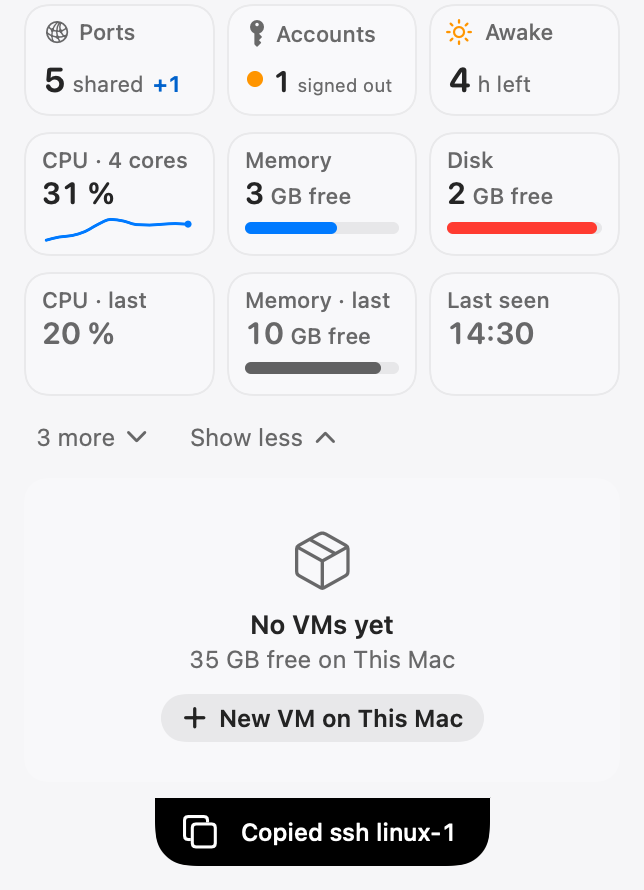 Ports
5 shared +1
Accounts
1 signed out
Awake
4 h left
CPU · 4 cores
31 %
Memory
3 GB free
Disk
2 GB free
CPU · last
20 %
Memory · last
10 GB free
Last seen
14:30
3 more
Show less
No VMs yet
35 GB free on This Mac
New VM on This Mac
Copied ssh linux-1